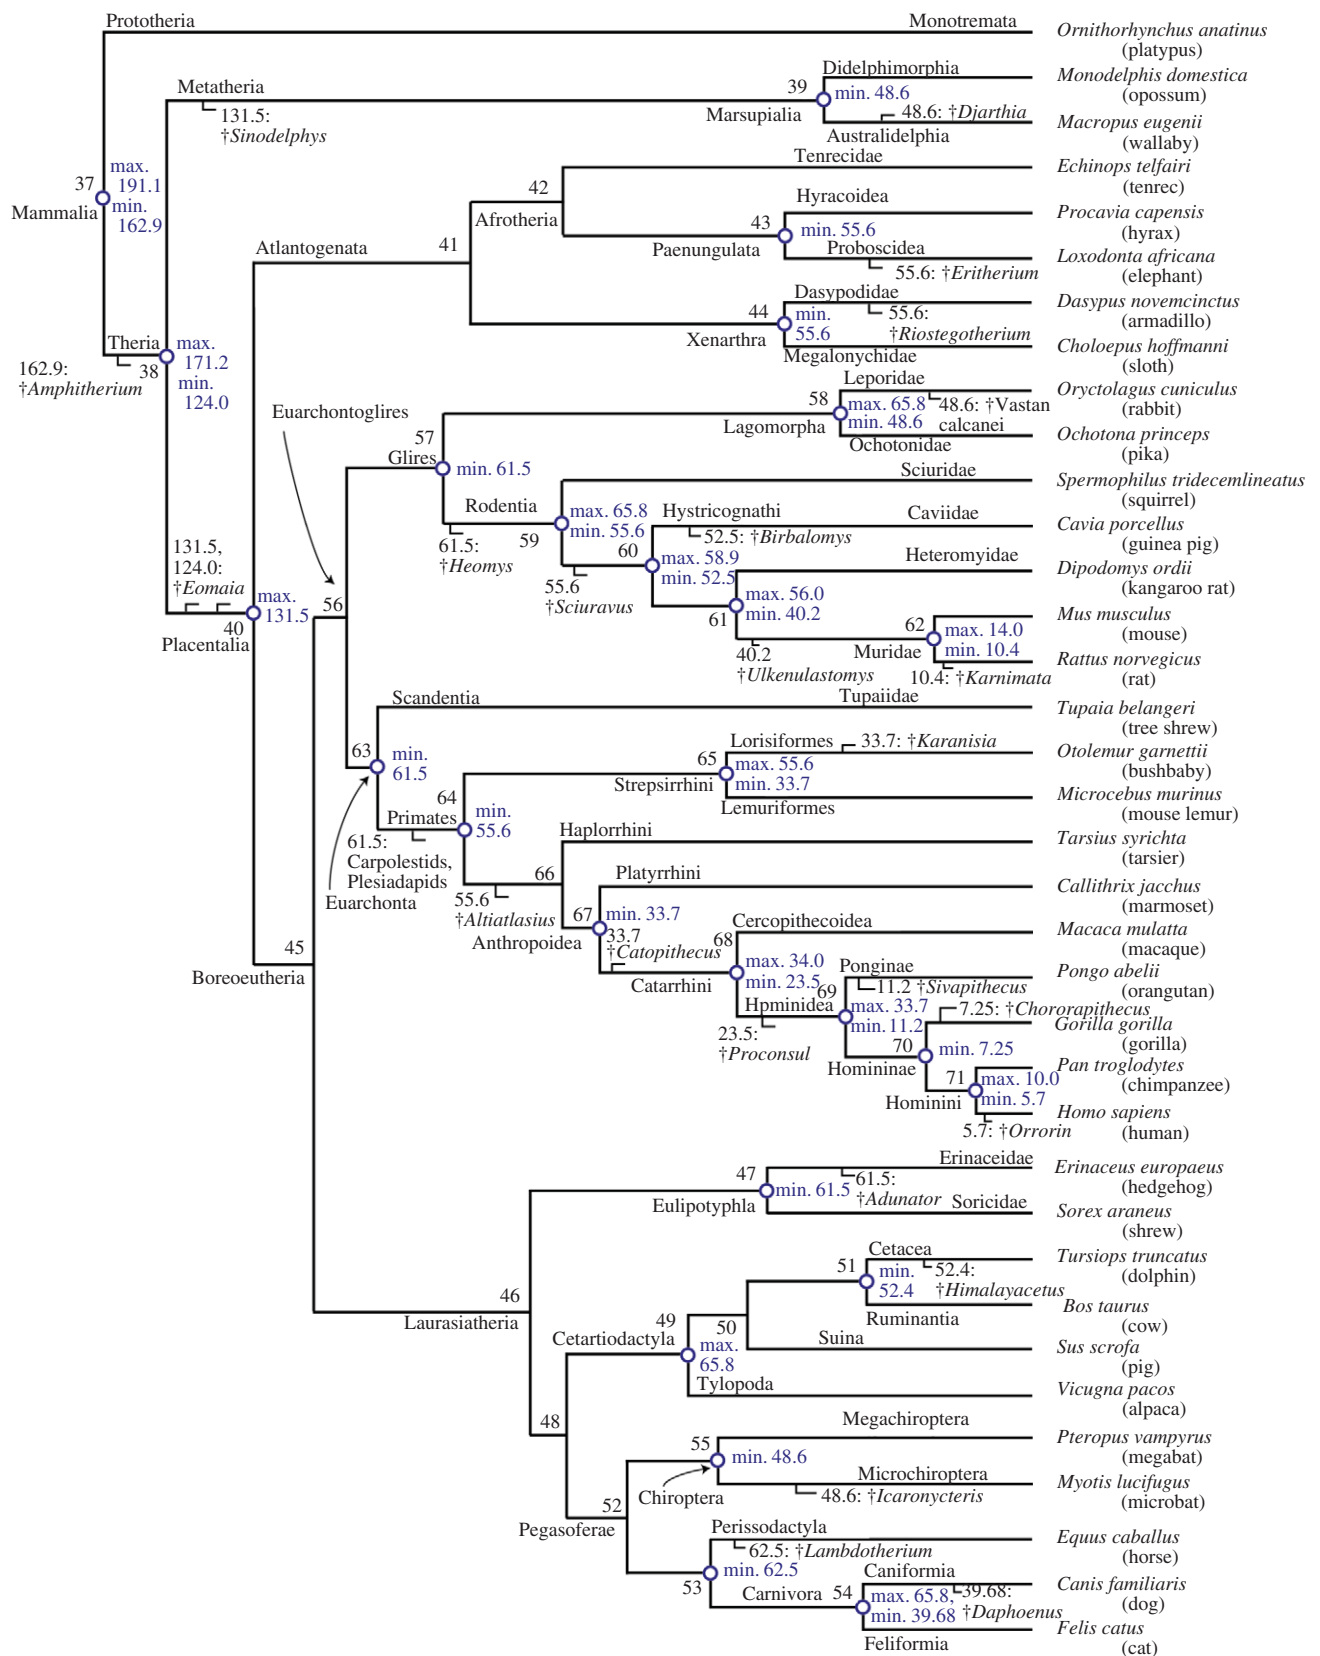 Prototheria
Monotremata
Ornithorhynchus anatinus
(platypus)
Metatheria
131.5:
†Sinodelphys
39
Marsupialia
Didelphimorphia
min. 48.6
48.6: †Djarthia
Australidelphia
Monodelphis domestica
(opossum)
Macropus eugenii
(wallaby)
37
Mammalia
max.
191.1
min.
162.9
Tenrecidae
Echinops telfairi
(tenrec)
42
Afrotheria
Hyracoidea
43
min. 55.6
Paenungulata
Proboscidea
55.6: †Eritherium
Procavia capensis
(hyrax)
Loxodonta africana
(elephant)
Atlantogenata
41
Dasypodidae
44
min.
55.6
55.6:
†Riostegotherium
Xenarthra
Megalonychidae
Dasypus novemcinctus
(armadillo)
Choloepus hoffmanni
(sloth)
Theria
162.9:
†Amphitherium
38
max.
171.2
min.
124.0
Euarchontoglires
Leporidae
58
max. 65.8
min. 48.6
48.6: †Vastan
calcanei
Lagomorpha
Ochotonidae
Oryctolagus cuniculus
(rabbit)
Ochotona princeps
(pika)
57
Glires
min. 61.5
Sciuridae
Spermophilus tridecemlineatus
(squirrel)
Rodentia
61.5:
†Heomys
59
max. 65.8
min. 55.6
Hystricognathi
Caviidae
52.5: †Birbalomys
Cavia porcellus
(guinea pig)
60
max. 58.9
min. 52.5
55.6
†Sciuravus
Heteromyidae
Dipodomys ordii
(kangaroo rat)
61
max. 56.0
min. 40.2
40.2
†Ulkenulastomys
62
Muridae
max. 14.0
min. 10.4
10.4: †Karnimata
Mus musculus
(mouse)
Rattus norvegicus
(rat)
131.5,
124.0:
†Eomaia
Placentalia
40
max.
131.5
56
Scandentia
Tupaiidae
Tupaia belangeri
(tree shrew)
63
min.
61.5
Lorisiformes
33.7: †Karanisia
65
max. 55.6
min. 33.7
Strepsirrhini
Lemuriformes
Otolemur garnettii
(bushbaby)
Microcebus murinus
(mouse lemur)
64
Primates
min.
55.6
61.5:
Carpolestids,
Plesiadapids
Euarchonta
Haplorrhini
Tarsius syrichta
(tarsier)
66
55.6
†Altiatlasius
Platyrrhini
Callithrix jacchus
(marmoset)
67
Anthropoidea
min. 33.7
33.7
†Catopithecus
Cercopithecoidea
Macaca mulatta
(macaque)
68
Catarrhini
max. 34.0
min. 23.5
Hpminidea
23.5:
†Proconsul
69
Ponginae
11.2 †Sivapithecus
max. 33.7
min. 11.2
Pongo abelii
(orangutan)
7.25: †Chororapithecus
Gorilla gorilla
(gorilla)
70
Homininae
min. 7.25
71
Hominini
max. 10.0
min. 5.7
5.7: †Orrorin
Pan troglodytes
(chimpanzee)
Homo sapiens
(human)
45
Boreoeutheria
Erinaceidae
47
Eulipotyphla
min. 61.5
61.5:
†Adunator
Soricidae
Erinaceus europaeus
(hedgehog)
Sorex araneus
(shrew)
46
Laurasiatheria
Cetacea
51
min.
52.4
52.4:
†Himalayacetus
Ruminantia
Tursiops truncatus
(dolphin)
Bos taurus
(cow)
49
Cetartiodactyla
50
max.
65.8
Suina
Sus scrofa
(pig)
Tylopoda
Vicugna pacos
(alpaca)
48
Megachiroptera
55
min. 48.6
Chiroptera
Microchiroptera
48.6: †Icaronycteris
Pteropus vampyrus
(megabat)
Myotis lucifugus
(microbat)
52
Pegasoferae
Perissodactyla
62.5: †Lambdotherium
53
min. 62.5
Equus caballus
(horse)
Carnivora
54
Caniformia
max. 65.8,
min. 39.68
39.68:
†Daphoenus
Feliformia
Canis familiaris
(dog)
Felis catus
(cat)